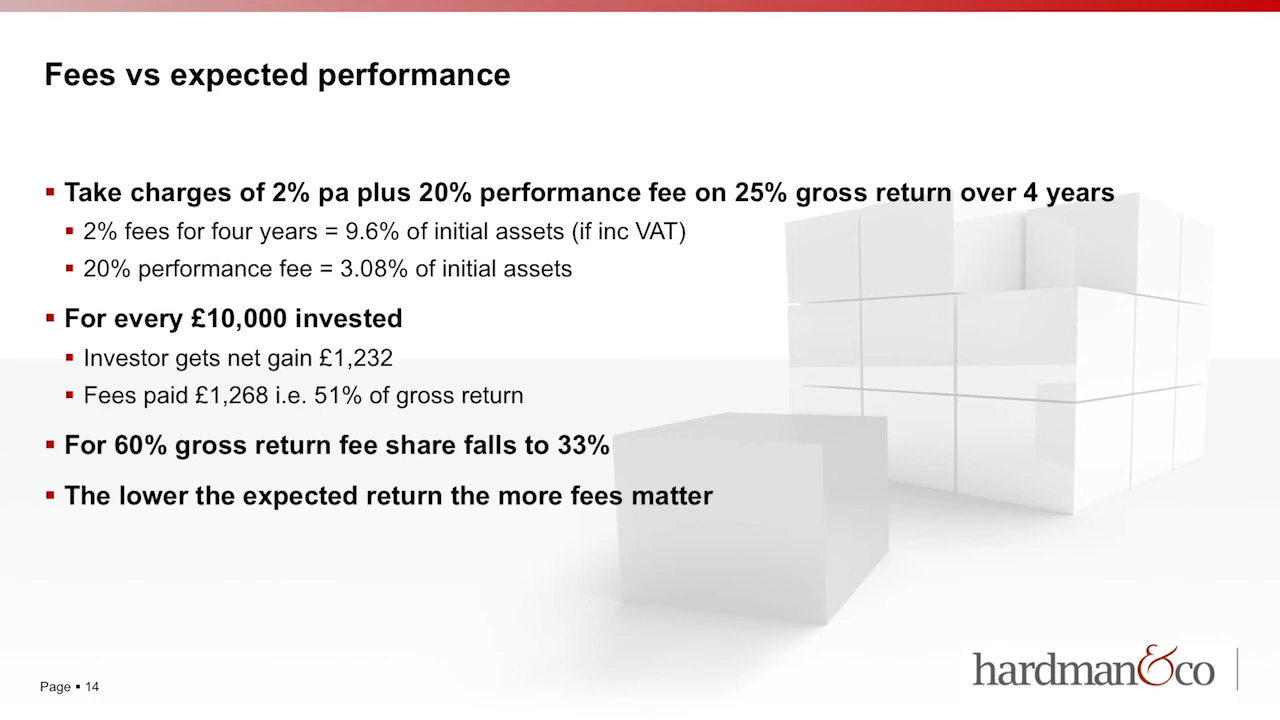 Fees vs expected performance
▪ Take charges of 2% pa plus 20% performance fee on 25% gross return over 4 years
▪ 2% fees for four years = 9.6% of initial assets (if inc VAT)
▪ 20% performance fee = 3.08% of initial assets
▪ For every £10,000 invested
▪ Investor gets net gain £1,232
▪ Fees paid £1,268 i.e. 51% of gross return
▪ For 60% gross return fee share falls to 33%
▪ The lower the expected return the more fees matter
Page ▪ 14
hardman&co